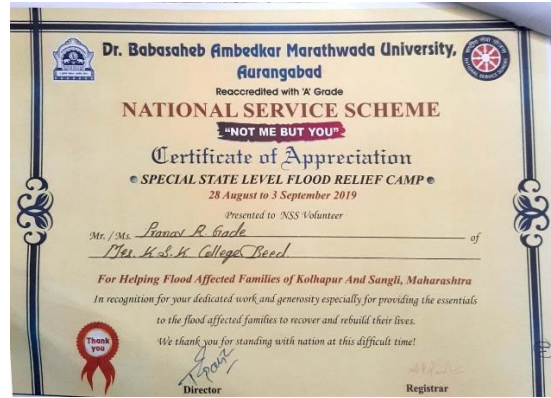 Dr. Babasaheb Ambedkar Marathwada University,
Aurangabad
Reaccredited with 'A' Grade
NATIONAL SERVICE SCHEME
"NOT ME BUT YOU"
Certificate of Appreciation
SPECIAL STATE LEVEL FLOOD RELIEF CAMP
28 August to 3 September 2019
Presented to NSS Volunteer
Mr. / Ms. Pranav R. Gade of
Mes. K.S.K. College Beed.
For Helping Flood Affected Families of Kolhapur And Sangli, Maharashtra
In recognition for your dedicated work and generosity especially for providing the essentials
to the flood affected families to recover and rebuild their lives.
We thank you for standing with nation at this difficult time!
Thank
you
Director Registrar